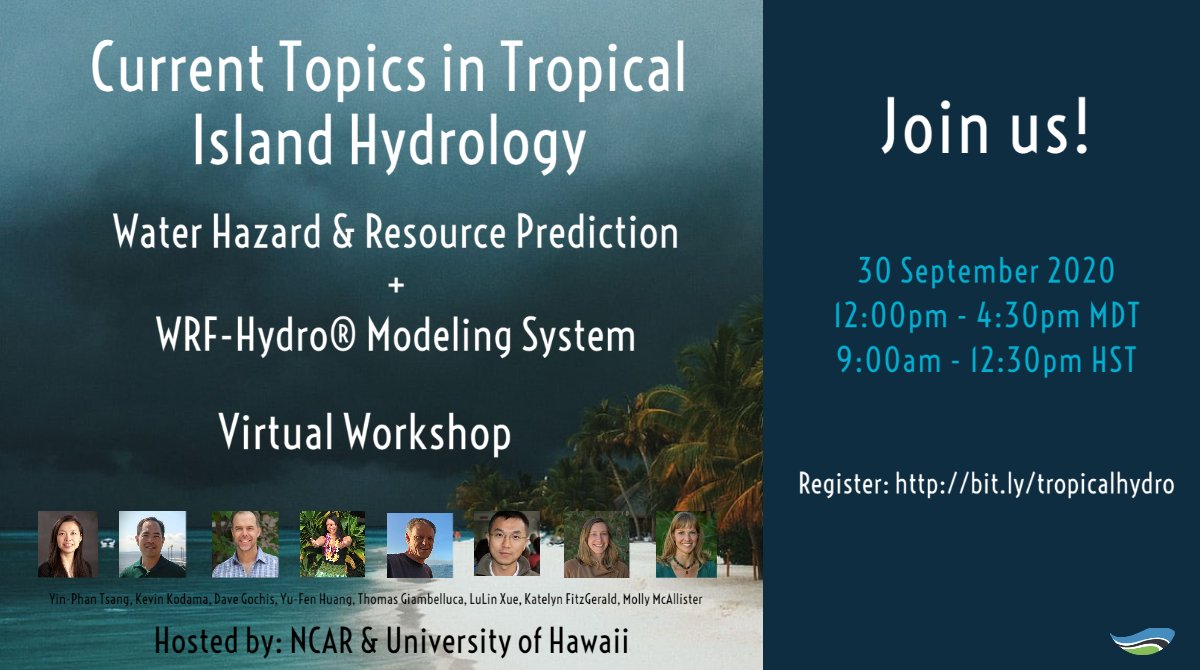 Current Topics in Tropical
Island Hydrology
Water Hazard & Resource Prediction
+
WRF-Hydro® Modeling System
Virtual Workshop
Yin-Phan Tsang, Kevin Kodama, Dave Gochis, Yu-Fen Huang, Thomas Giambelluca, LuLin Xue, Katelyn FitzGerald, Molly McAllister
Hosted by: NCAR & University of Hawaii
Join us!
30 September 2020
12:00pm - 4:30pm MDT
9:00am - 12:30pm HST
Register: http://bit.ly/tropicalhydro